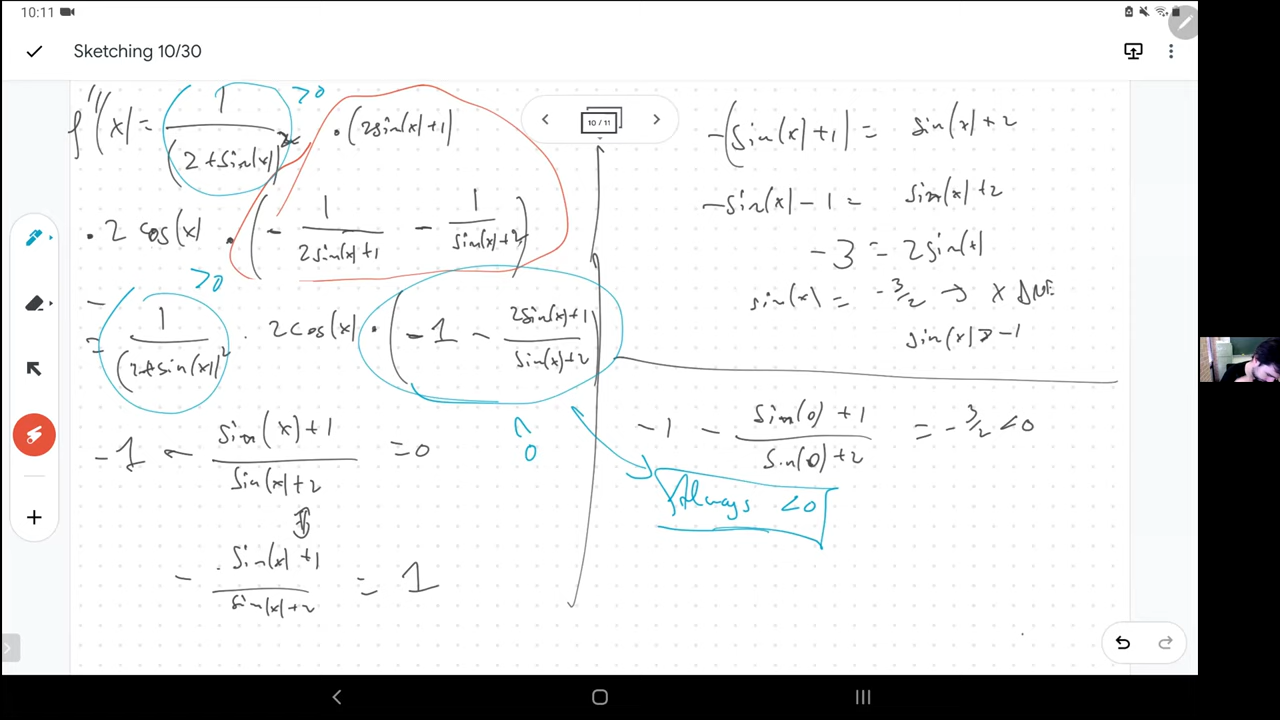 10:11
Sketching 10/30
10 / 11
f''(x) = 1/(2+sin(x))² > 0 · (2sin(x)+1)
· 2 cos(x) · (- 1/(2sin(x)+1) - 1/(sin(x)+2))
= 1/(2+sin(x))² > 0 · 2cos(x) · (-1 - (2sin(x)+1)/(sin(x)+2))
^
0
-1 - (sin(x)+1)/(sin(x)+2) = 0
⇕
- (sin(x)+1)/(sin(x)+2) = 1
-(sin(x)+1) = sin(x)+2
-sin(x) - 1 = sin(x)+2
-3 = 2sin(x)
sin(x) = -3/2 → x DNE
sin(x) ≥ -1
-1 - (sin(0)+1)/(sin(0)+2) = -3/2 < 0
Always <0